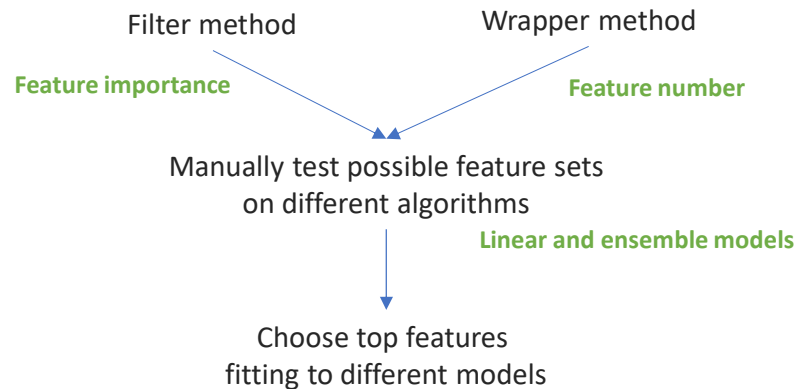 Filter method
Wrapper method
Feature importance
Feature number
Manually test possible feature sets
on different algorithms
Linear and ensemble models
Choose top features
fitting to different models